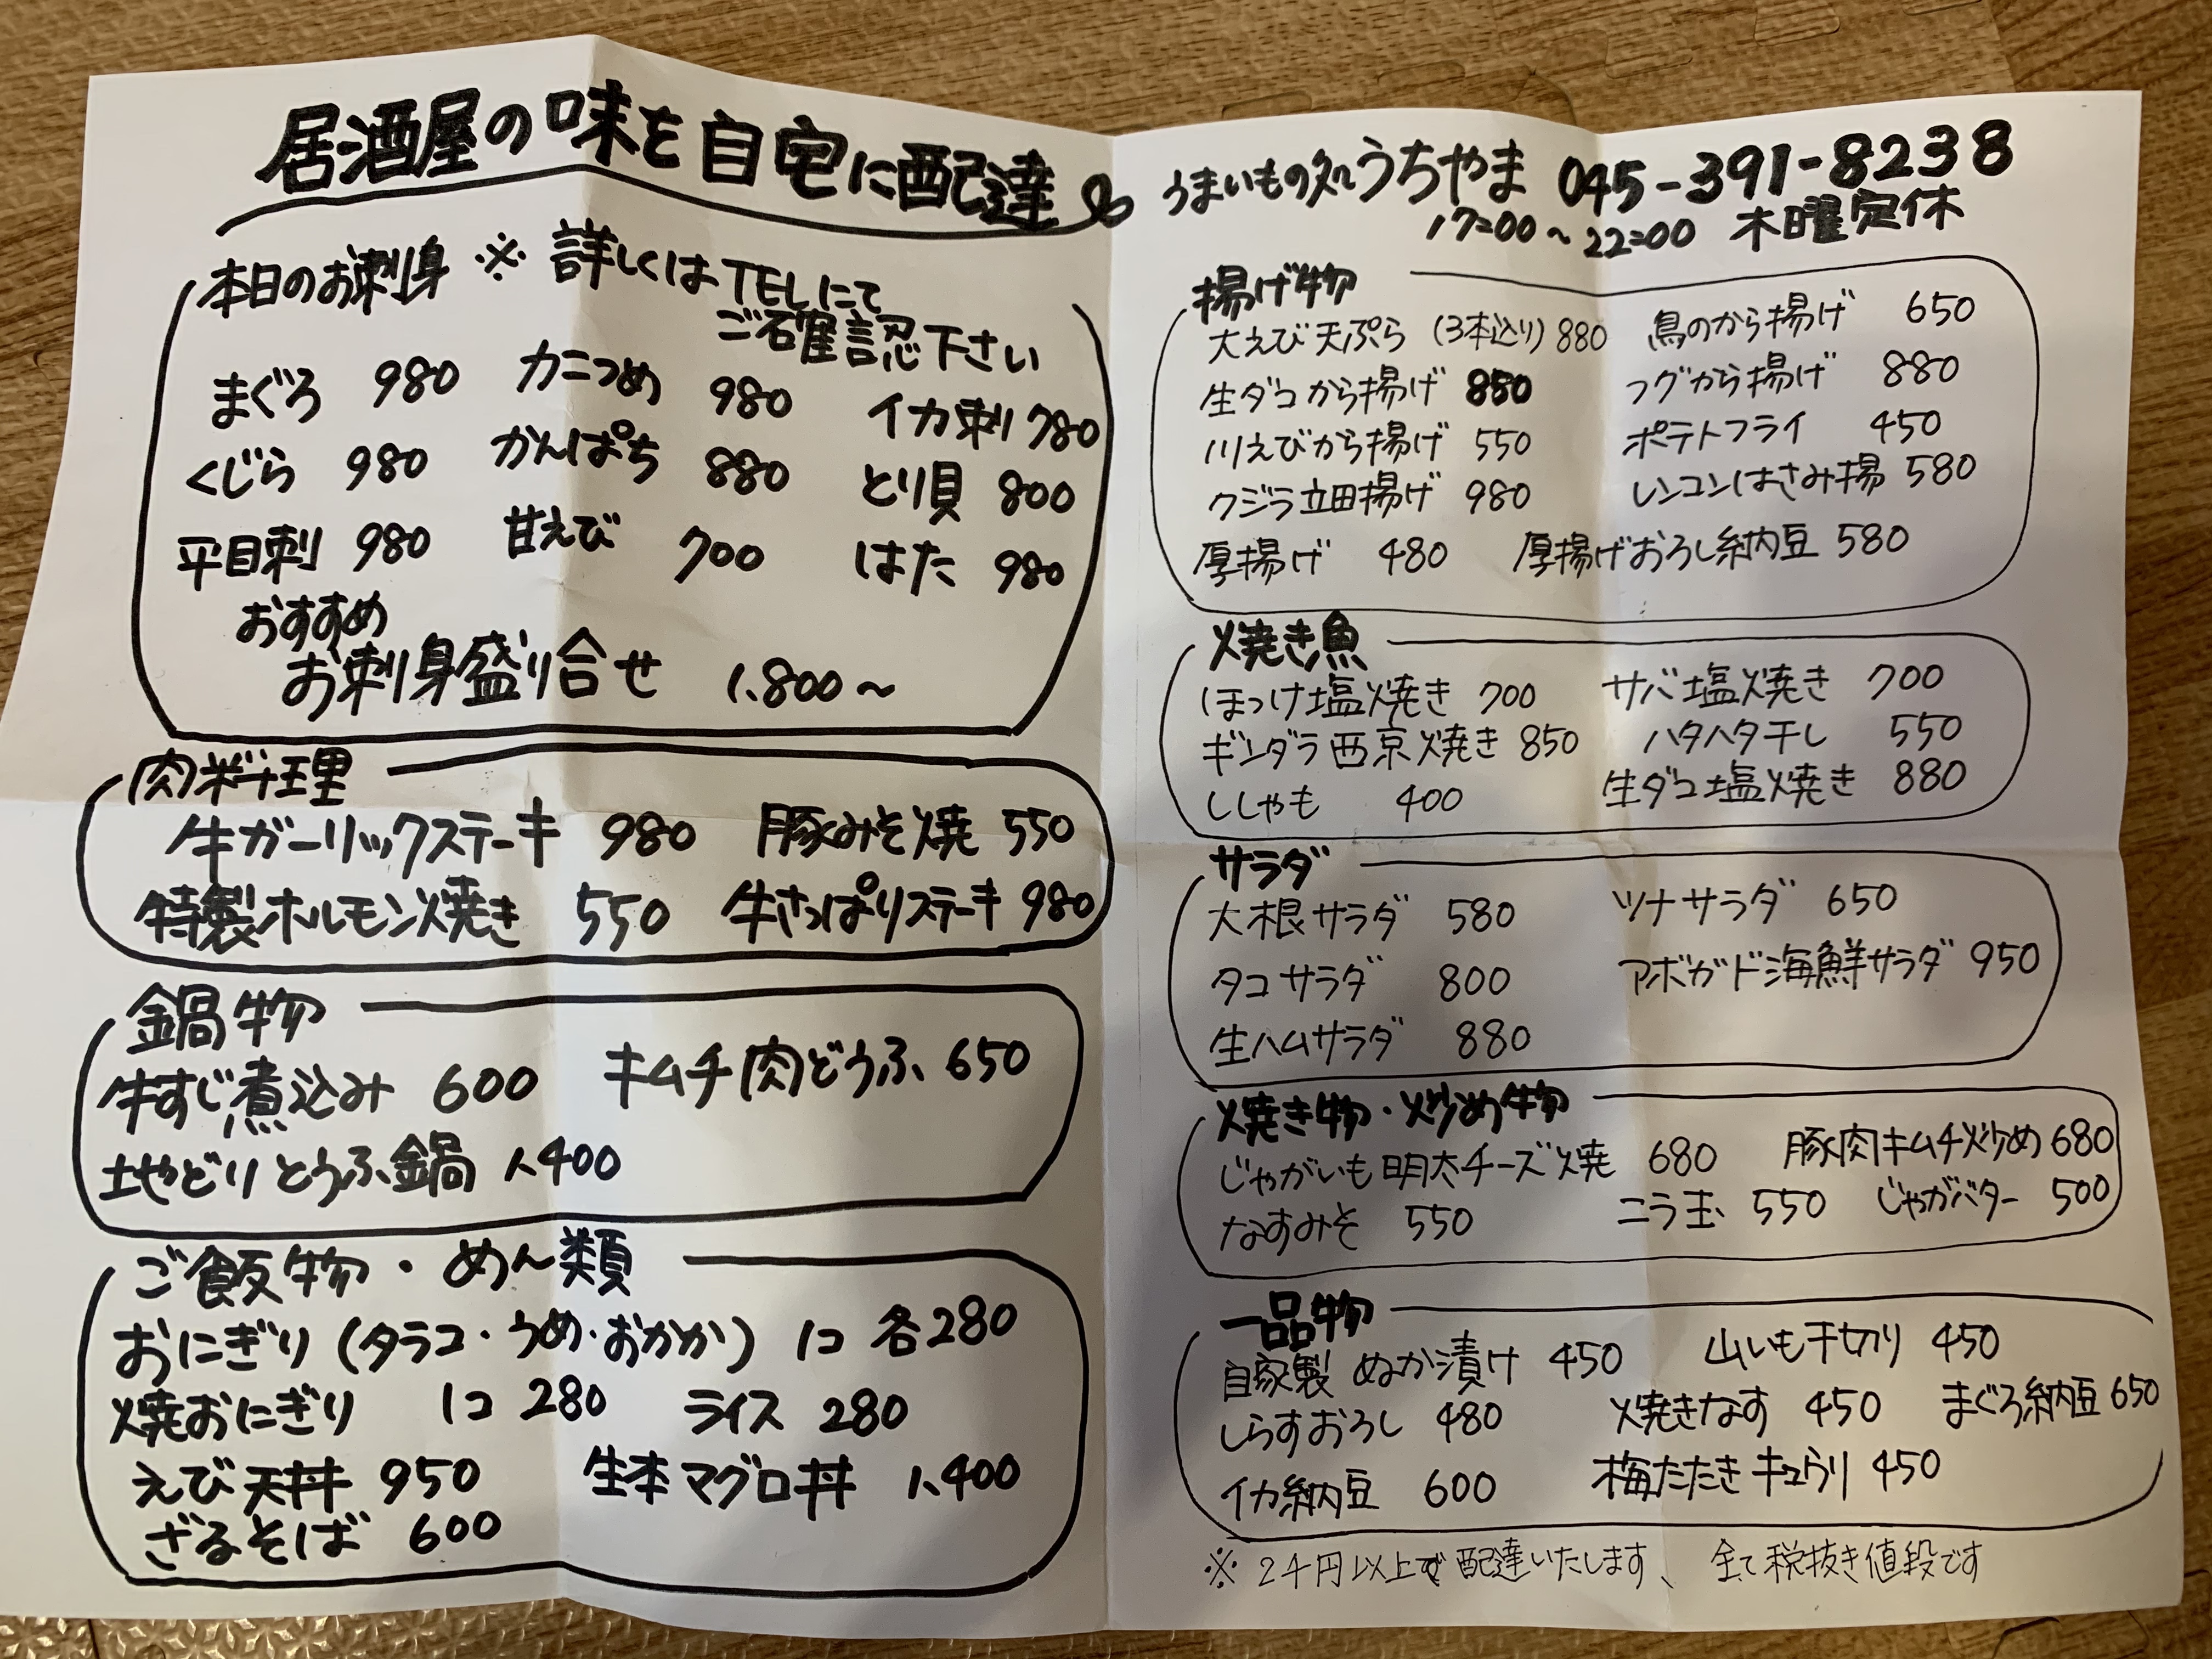 居酒屋の味を自宅に配達
本日のお刺身 ※ 詳しくはTELにて
ご確認下さい
まぐろ 980 カニつめ 980 イカ刺 780
くじら 980 かんぱち 880 とり貝 800
平目刺 980 甘えび 700 はた 980
おすすめ
お刺身盛り合せ 1,800～
肉料理
牛ガーリックステーキ 980 豚みそ焼 550
特製ホルモン焼き 550 牛さっぱりステーキ 980
鍋物
牛すじ煮込み 600 キムチ肉どうふ 650
地どり とうふ鍋 1,400
ご飯物・めん類
おにぎり (タラコ・うめ・おかか) 1コ 各280
焼おにぎり 1コ 280 ライス 280
えび天丼 950 生本マグロ丼 1,400
ざるそば 600
うまいもの処 うちやま 045-391-8238
17:00～22:00 木曜定休
揚げ物
大えび天ぷら (3本込り) 880 鳥のから揚げ 650
生ダコから揚げ 850 フグから揚げ 880
川えびから揚げ 550 ポテトフライ 450
クジラ立田揚げ 980 レンコンはさみ揚 580
厚揚げ 480 厚揚げおろし納豆 580
焼き魚
ほっけ塩焼き 700 サバ塩焼き 700
ギンダラ西京焼き 850 ハタハタ干し 550
ししゃも 400 生ダコ塩焼き 880
サラダ
大根サラダ 580 ツナサラダ 650
タコサラダ 800 アボガド海鮮サラダ 950
生ハムサラダ 880
焼き物・炒め物
じゃがいも明太チーズ焼 680 豚肉キムチ炒め 680
なすみそ 550 ニラ玉 550 じゃがバター 500
一品物
自家製 ぬか漬け 450 山いも千切り 450
しらすおろし 480 焼きなす 450 まぐろ納豆 650
イカ納豆 600 梅たたきキュウリ 450
※ 2千円以上で配達いたします、 全て税抜き値段です